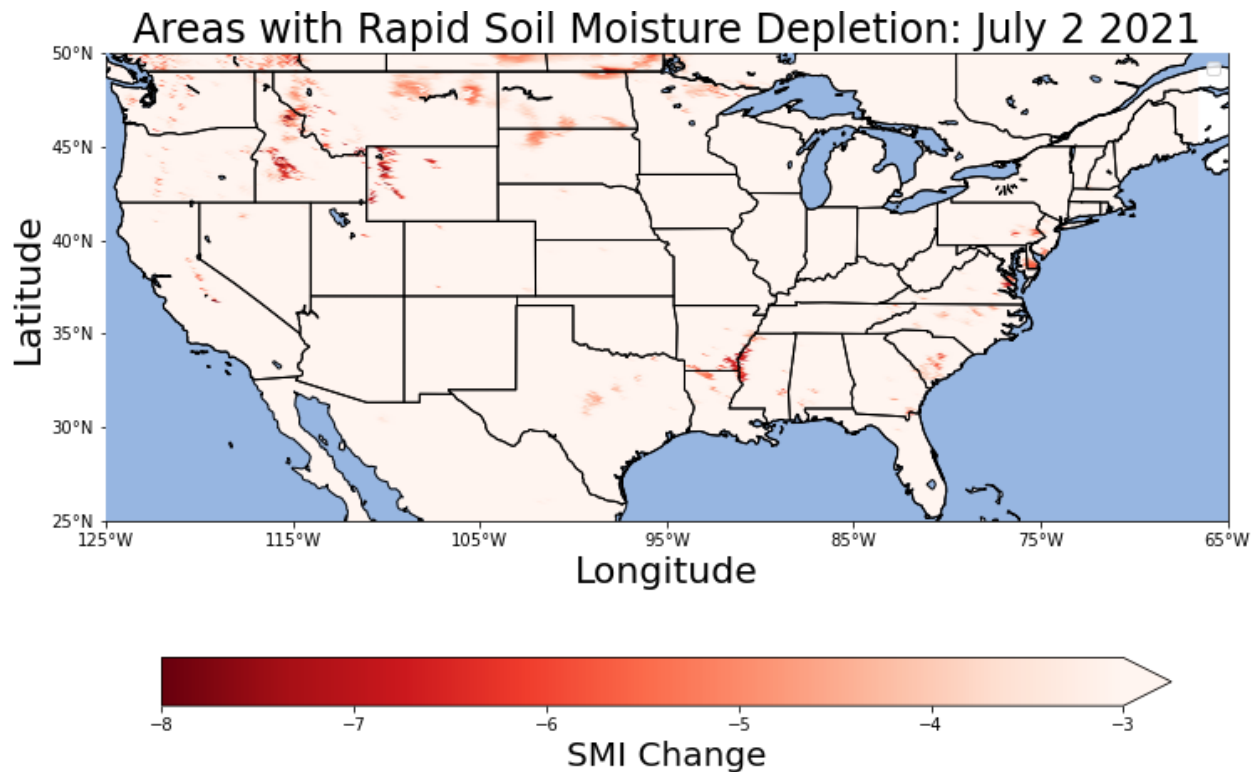 Areas with Rapid Soil Moisture Depletion: July 2 2021
50°N
45°N
40°N
35°N
30°N
25°N
Latitude
125°W 115°W 105°W 95°W 85°W 75°W 65°W
Longitude
−8 −7 −6 −5 −4 −3
SMI Change